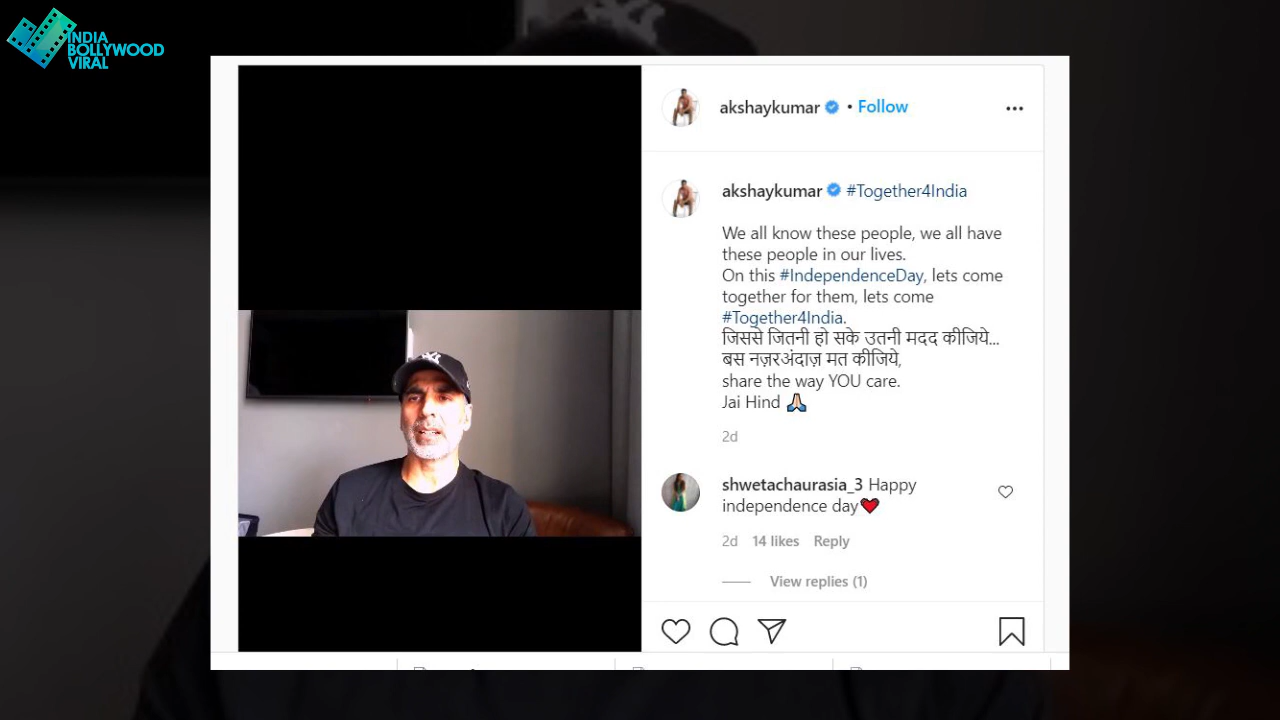 INDIA
BOLLYWOOD
VIRAL
akshaykumar • Follow
akshaykumar #Together4India
We all know these people, we all have
these people in our lives.
On this #IndependenceDay, lets come
together for them, lets come
#Together4India.
जिससे जितनी हो सके उतनी मदद कीजिये...
बस नज़रअंदाज़ मत कीजिये,
share the way YOU care.
Jai Hind 🙏
2d
shwetachaurasia_3 Happy
independence day❤️
2d 14 likes Reply
View replies (1)